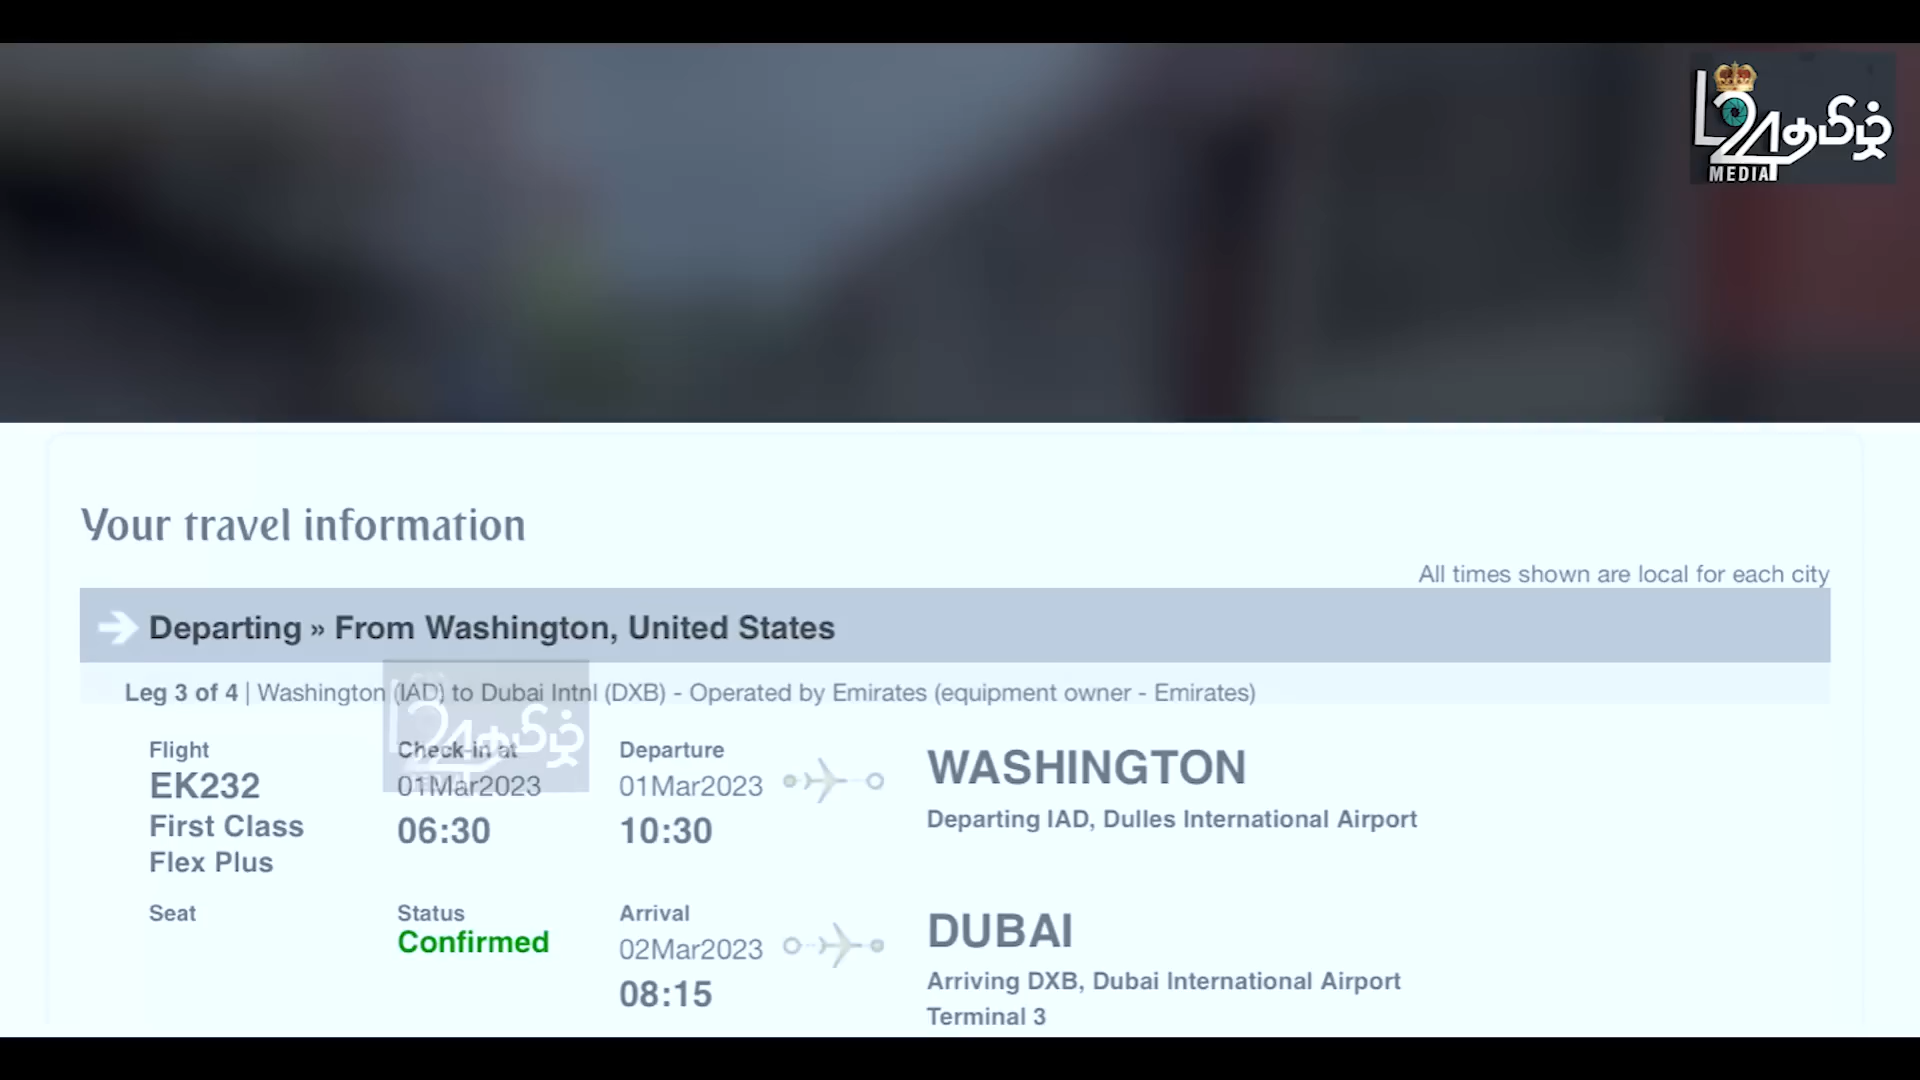 L24தமிழ்
MEDIA
Your travel information
All times shown are local for each city
Departing » From Washington, United States
Leg 3 of 4 | Washington (IAD) to Dubai Intnl (DXB) - Operated by Emirates (equipment owner - Emirates)
24தமிழ்
Flight Check-in at Departure
EK232 01Mar2023 01Mar2023 WASHINGTON
First Class 06:30 10:30 Departing IAD, Dulles International Airport
Flex Plus
Seat Status Arrival
Confirmed 02Mar2023 DUBAI
08:15 Arriving DXB, Dubai International Airport
Terminal 3